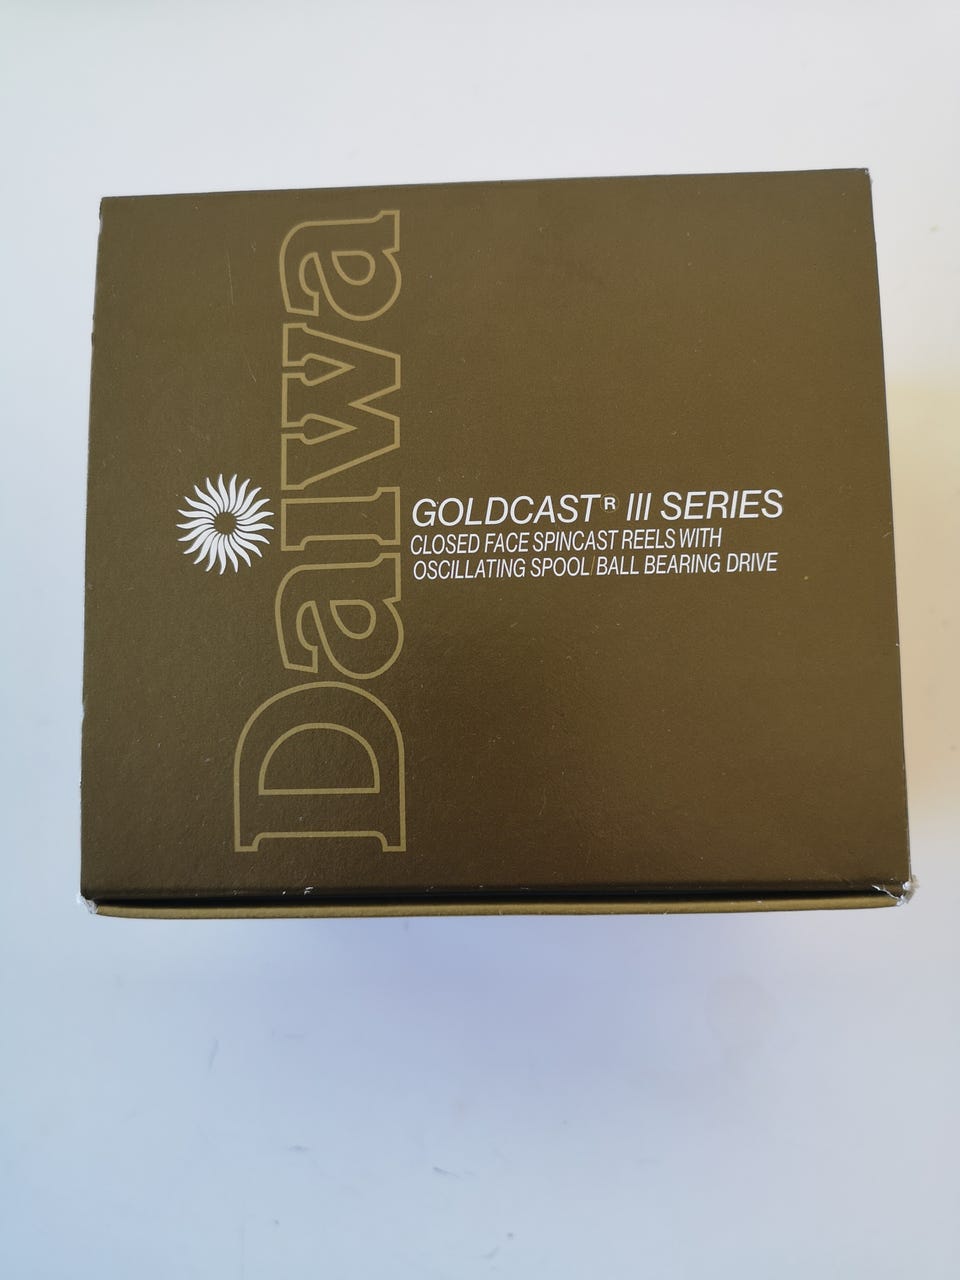 Daiwa
GOLDCAST® III SERIES
CLOSED FACE SPINCAST REELS WITH
OSCILLATING SPOOL/BALL BEARING DRIVE